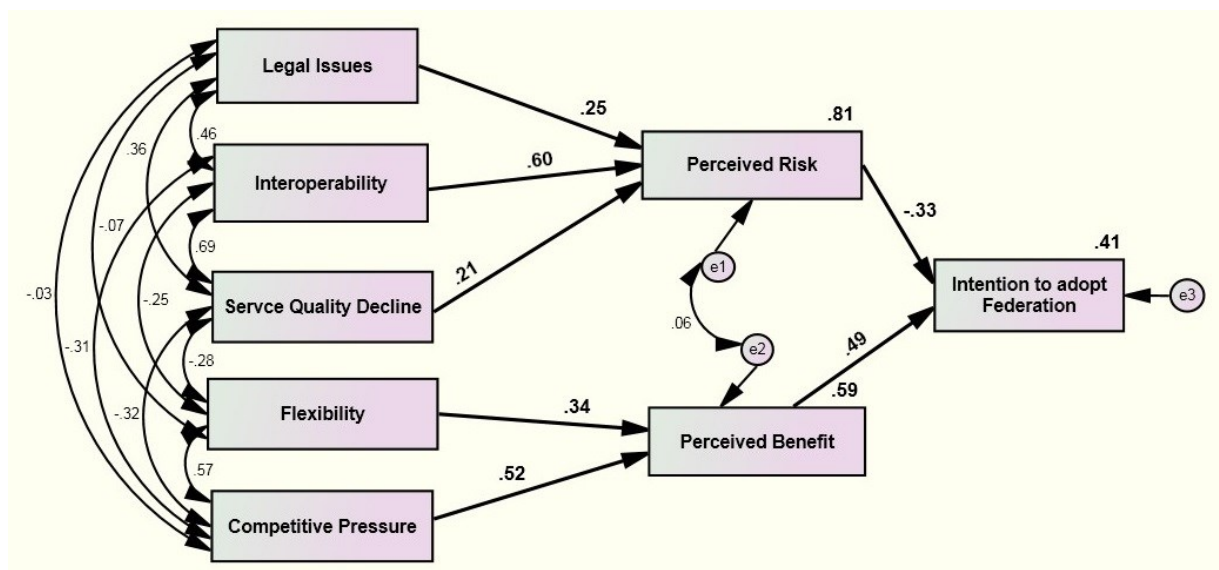 Legal Issues
.25
.81
.46
.36
Interoperability
.60
Perceived Risk
-.07
-.33
.69
.41
e1
-.03
-.25
Servce Quality Decline
.21
Intention to adopt
Federation
e3
.06
-.31
-.28
e2
.49
.59
-.32
Flexibility
.34
Perceived Benefit
.57
.52
Competitive Pressure